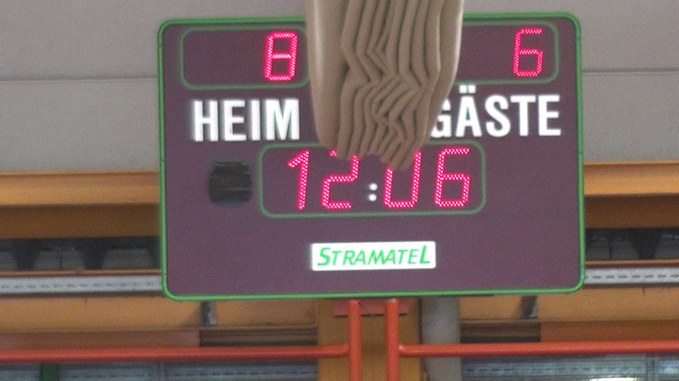 8 6
HEIM GÄSTE
12:06
STRAMATEL